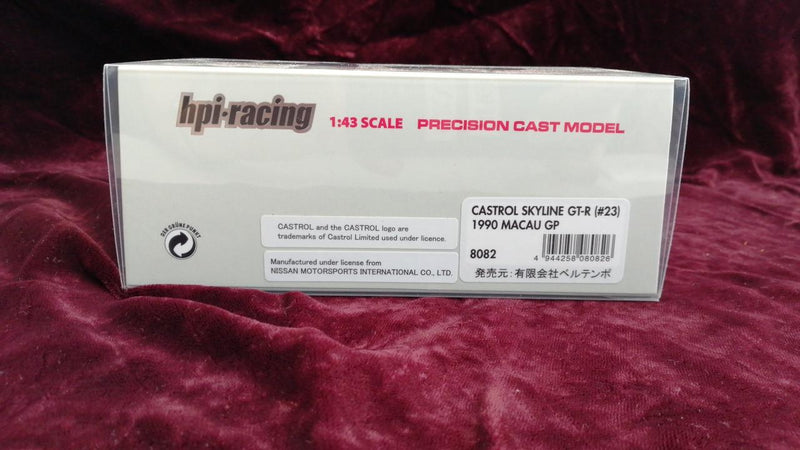 hpi·racing
1:43 SCALE PRECISION CAST MODEL
DER GRÜNE PUNKT
CASTROL and the CASTROL logo are
trademarks of Castrol Limited used under licence.
Manufactured under license from
NISSAN MOTORSPORTS INTERNATIONAL CO., LTD.
CASTROL SKYLINE GT-R (#23)
1990 MACAU GP
8082
4 944258 080826
発売元:有限会社ベルテンポ